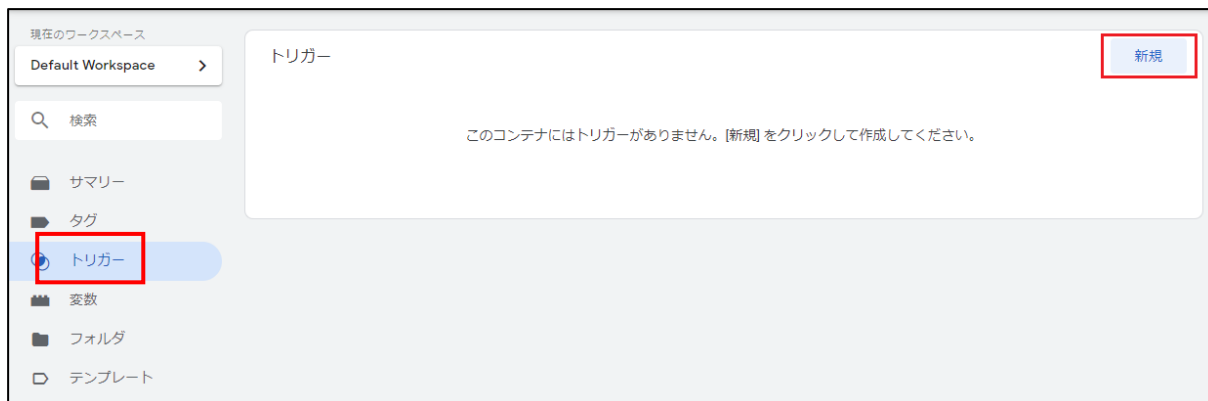 現在のワークスペース
Default Workspace
検索
サマリー
タグ
トリガー
変数
フォルダ
テンプレート
トリガー
新規
このコンテナにはトリガーがありません。[新規] をクリックして作成してください。